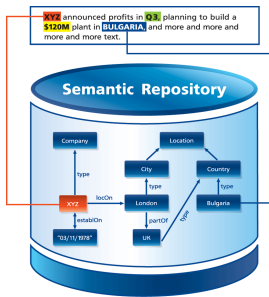 XYZ announced profits in Q3, planning to build a
$120M plant in BULGARIA, and more and more and
more and more text.
Semantic Repository
Company
Location
type
City
Country
type
type
XYZ
locOn
London
Bulgaria
type
establOn
partOf
"03/11/1978"
UK